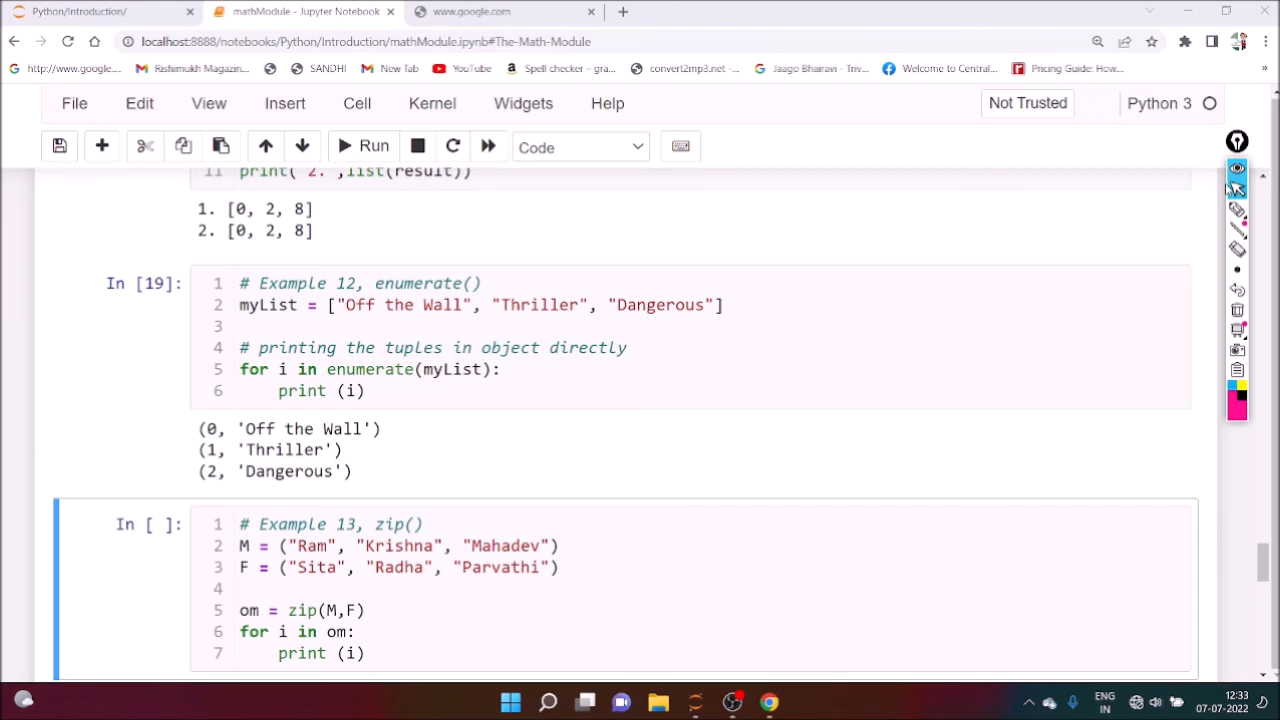 Python/Introduction/
mathModule - Jupyter Notebook
www.google.com
localhost:8888/notebooks/Python/Introduction/mathModule.ipynb#The-Math-Module
http://www.google....
Rishimukh Magazin...
SANDHI
New Tab
YouTube
Spell checker – gra...
convert2mp3.net -...
Jaago Bhairavi - Triv...
Welcome to Central...
Pricing Guide: How...
File Edit View Insert Cell Kernel Widgets Help Not Trusted Python 3
Run Code
11 print("2.",list(result))
1. [0, 2, 8]
2. [0, 2, 8]
In [19]:
1 # Example 12, enumerate()
2 myList = ["Off the Wall", "Thriller", "Dangerous"]
3
4 # printing the tuples in object directly
5 for i in enumerate(myList):
6 print (i)
(0, 'Off the Wall')
(1, 'Thriller')
(2, 'Dangerous')
In [ ]:
1 # Example 13, zip()
2 M = ("Ram", "Krishna", "Mahadev")
3 F = ("Sita", "Radha", "Parvathi")
4
5 om = zip(M,F)
6 for i in om:
7 print (i)
ENG
IN
12:33
07-07-2022